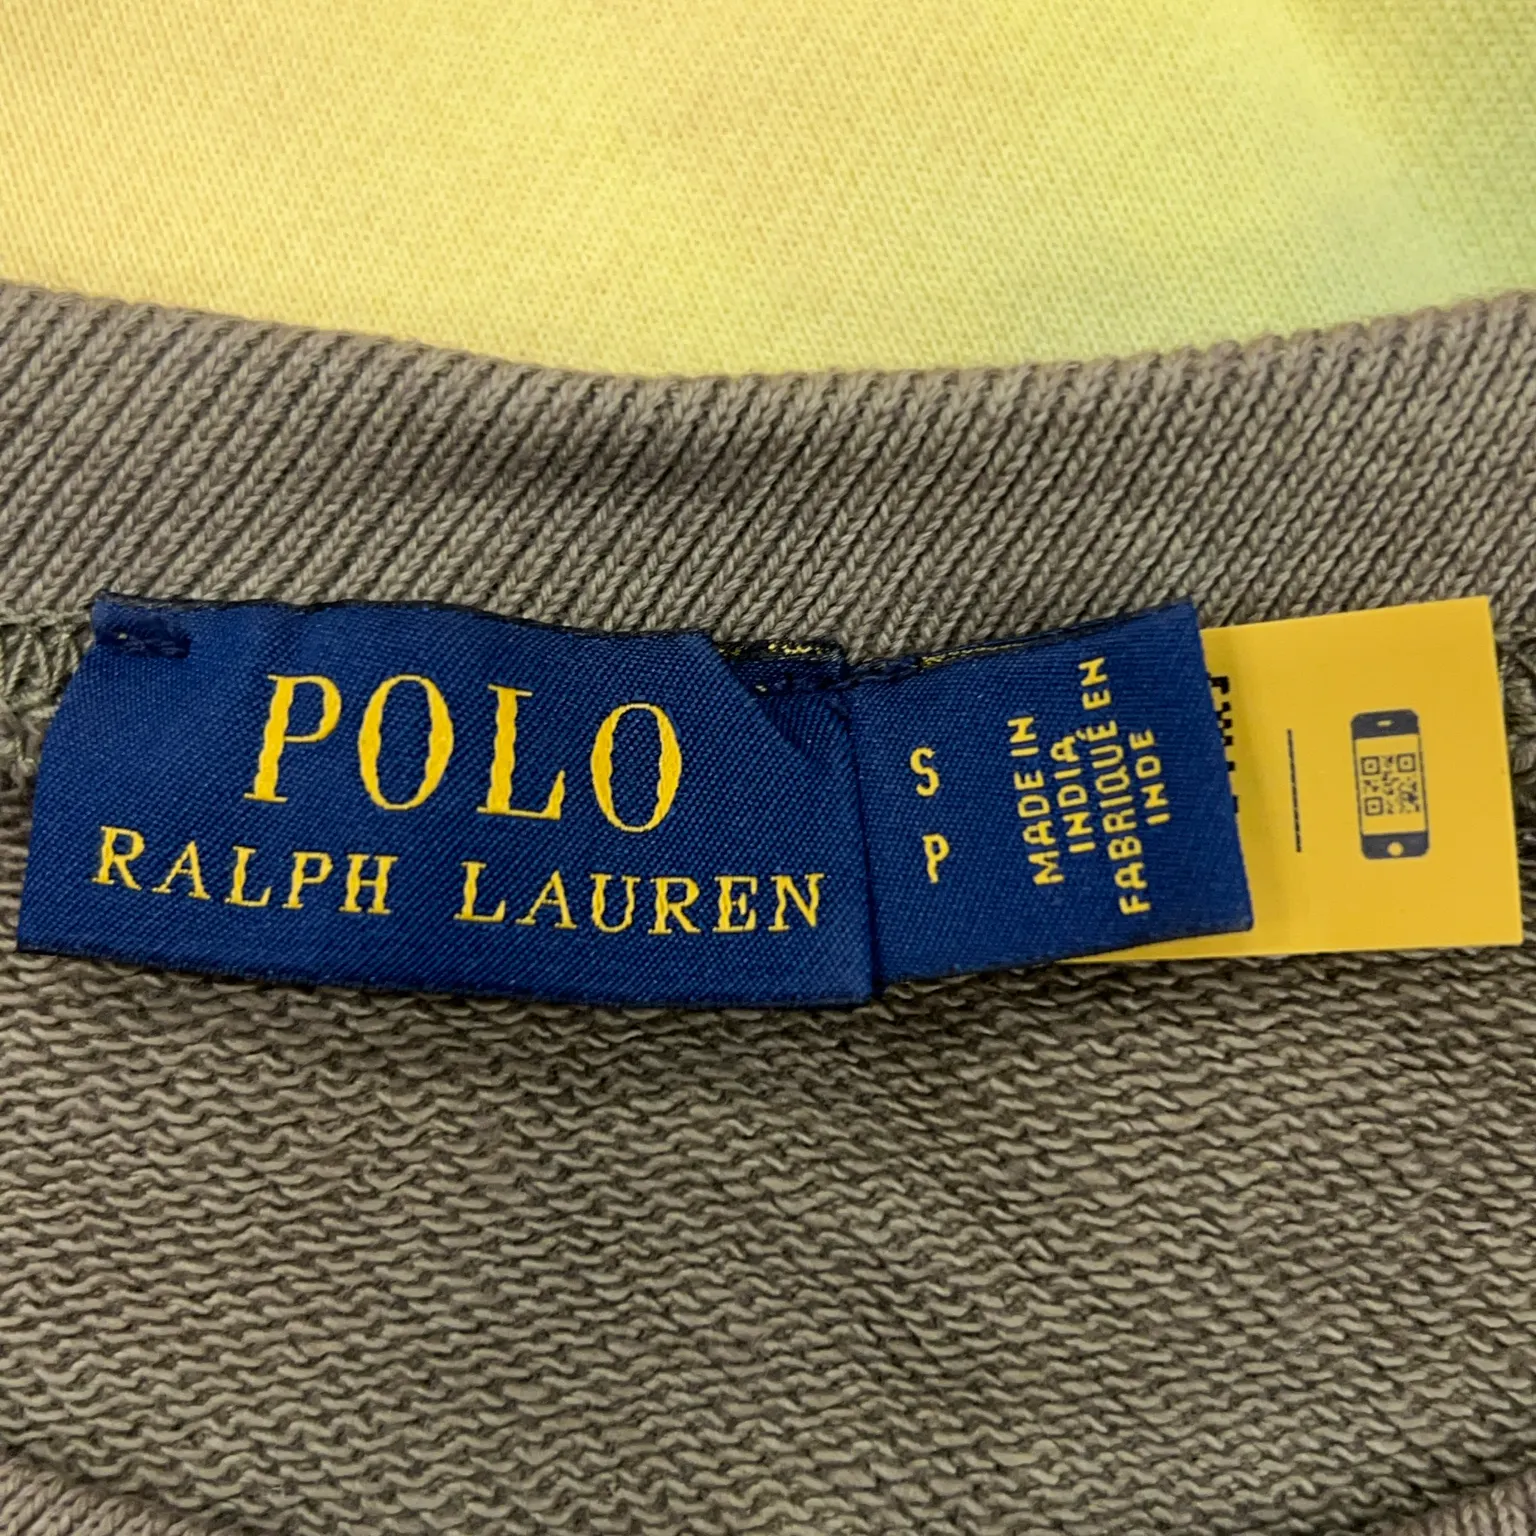 POLO
RALPH LAUREN
S
P
MADE IN
INDIA
FABRIQUÉ EN
INDE